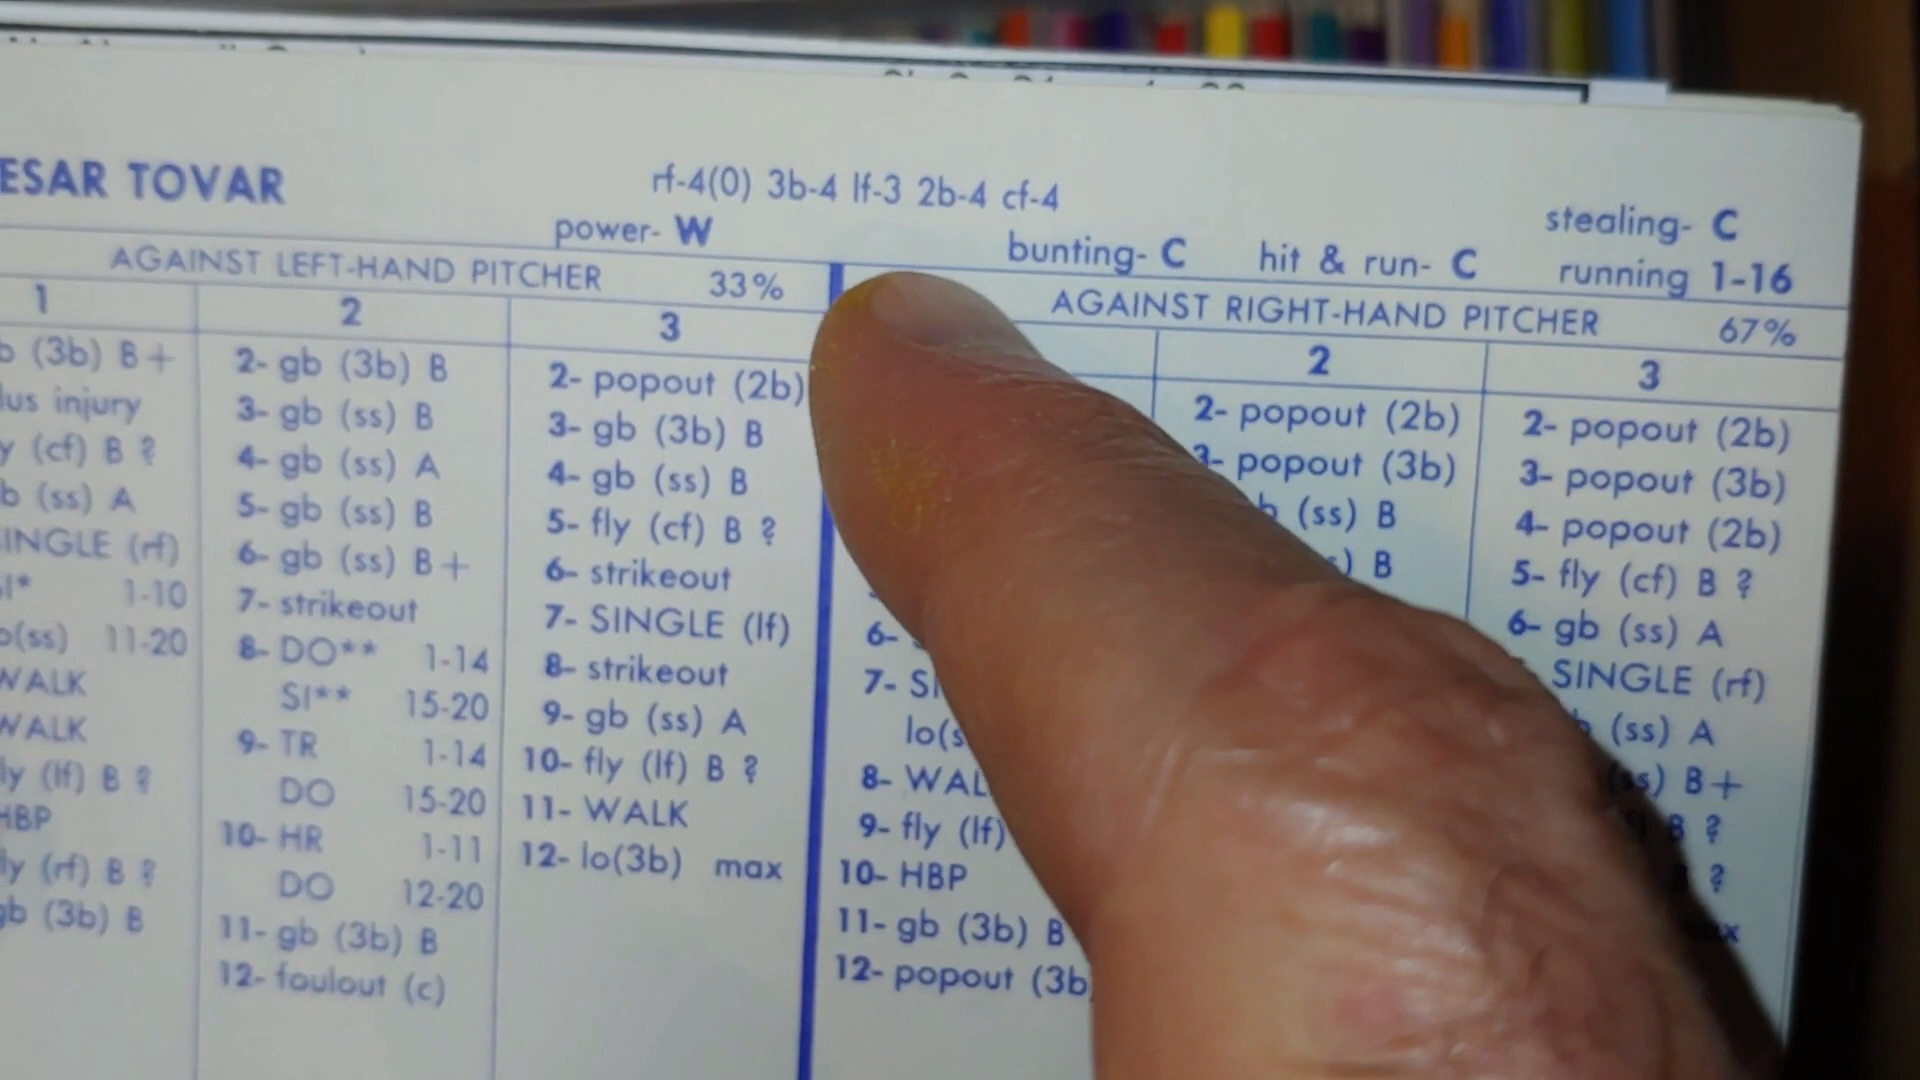 ESAR TOVAR
rf-4(0) 3b-4 lf-3 2b-4 cf-4
power- W
bunting- C hit & run- C
stealing- C
running 1-16
AGAINST LEFT-HAND PITCHER 33%
1
(3b) B+
injury
(cf) B ?
(ss) A
INGLE (rf)
1-10
(ss) 11-20
WALK
WALK
(lf) B ?
HBP
(rf) B ?
gb (3b) B
2
2- gb (3b) B
3- gb (ss) B
4- gb (ss) A
5- gb (ss) B
6- gb (ss) B+
7- strikeout
8- DO** 1-14
SI** 15-20
9- TR 1-14
DO 15-20
10- HR 1-11
DO 12-20
11- gb (3b) B
12- foulout (c)
3
2- popout (2b)
3- gb (3b) B
4- gb (ss) B
5- fly (cf) B ?
6- strikeout
7- SINGLE (lf)
8- strikeout
9- gb (ss) A
10- fly (lf) B ?
11- WALK
12- lo(3b) max
AGAINST RIGHT-HAND PITCHER 67%
6-
7- SI
lo(s
8- WAL
9- fly (lf)
10- HBP
11- gb (3b) B
12- popout (3b
2
2- popout (2b)
3- popout (3b)
(ss) B
) B
3
2- popout (2b)
3- popout (3b)
4- popout (2b)
5- fly (cf) B ?
6- gb (ss) A
SINGLE (rf)
(ss) A
(ss) B+
B ?
B ?